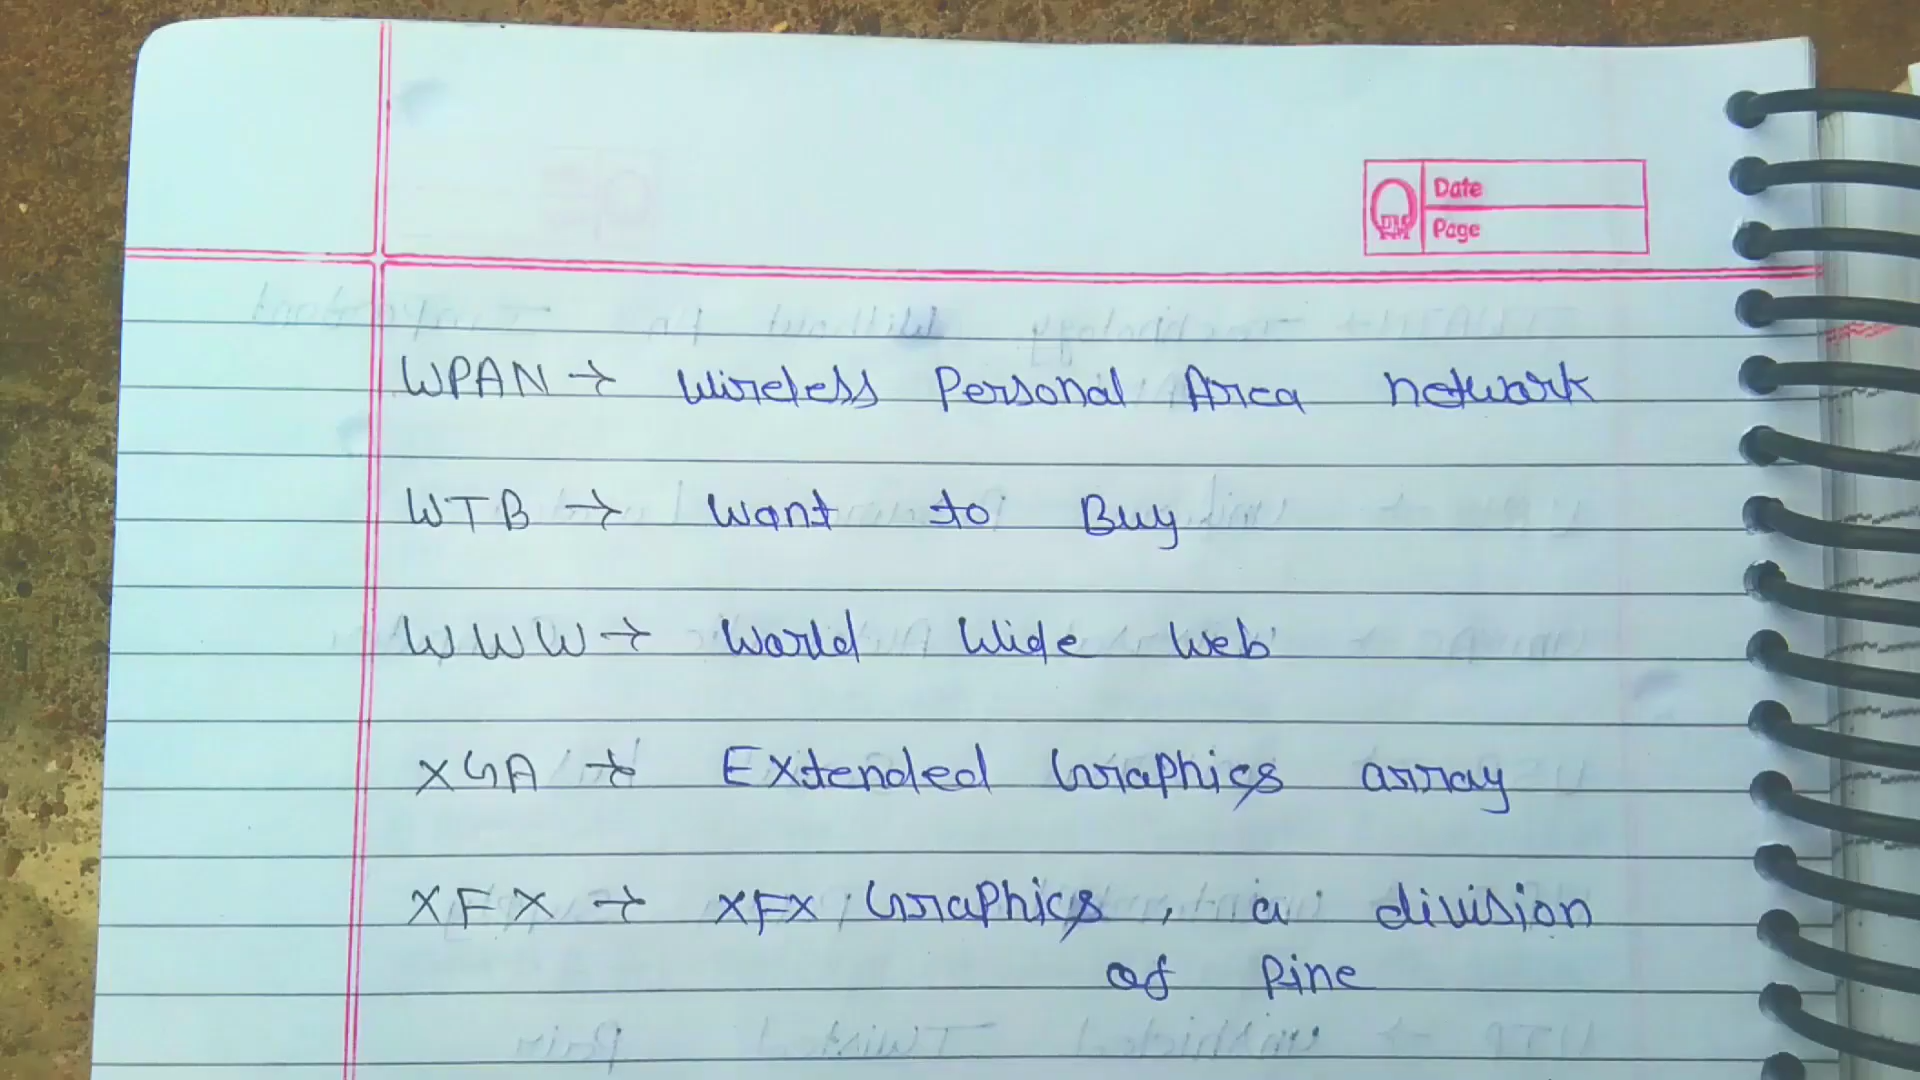 Date
Page
WPAN → Wireless Personal Area network
WTB → Want to Buy
WWW → World Wide Web
XGA → Extended Graphics array
XFX → XFX Graphics, a division
of Pine